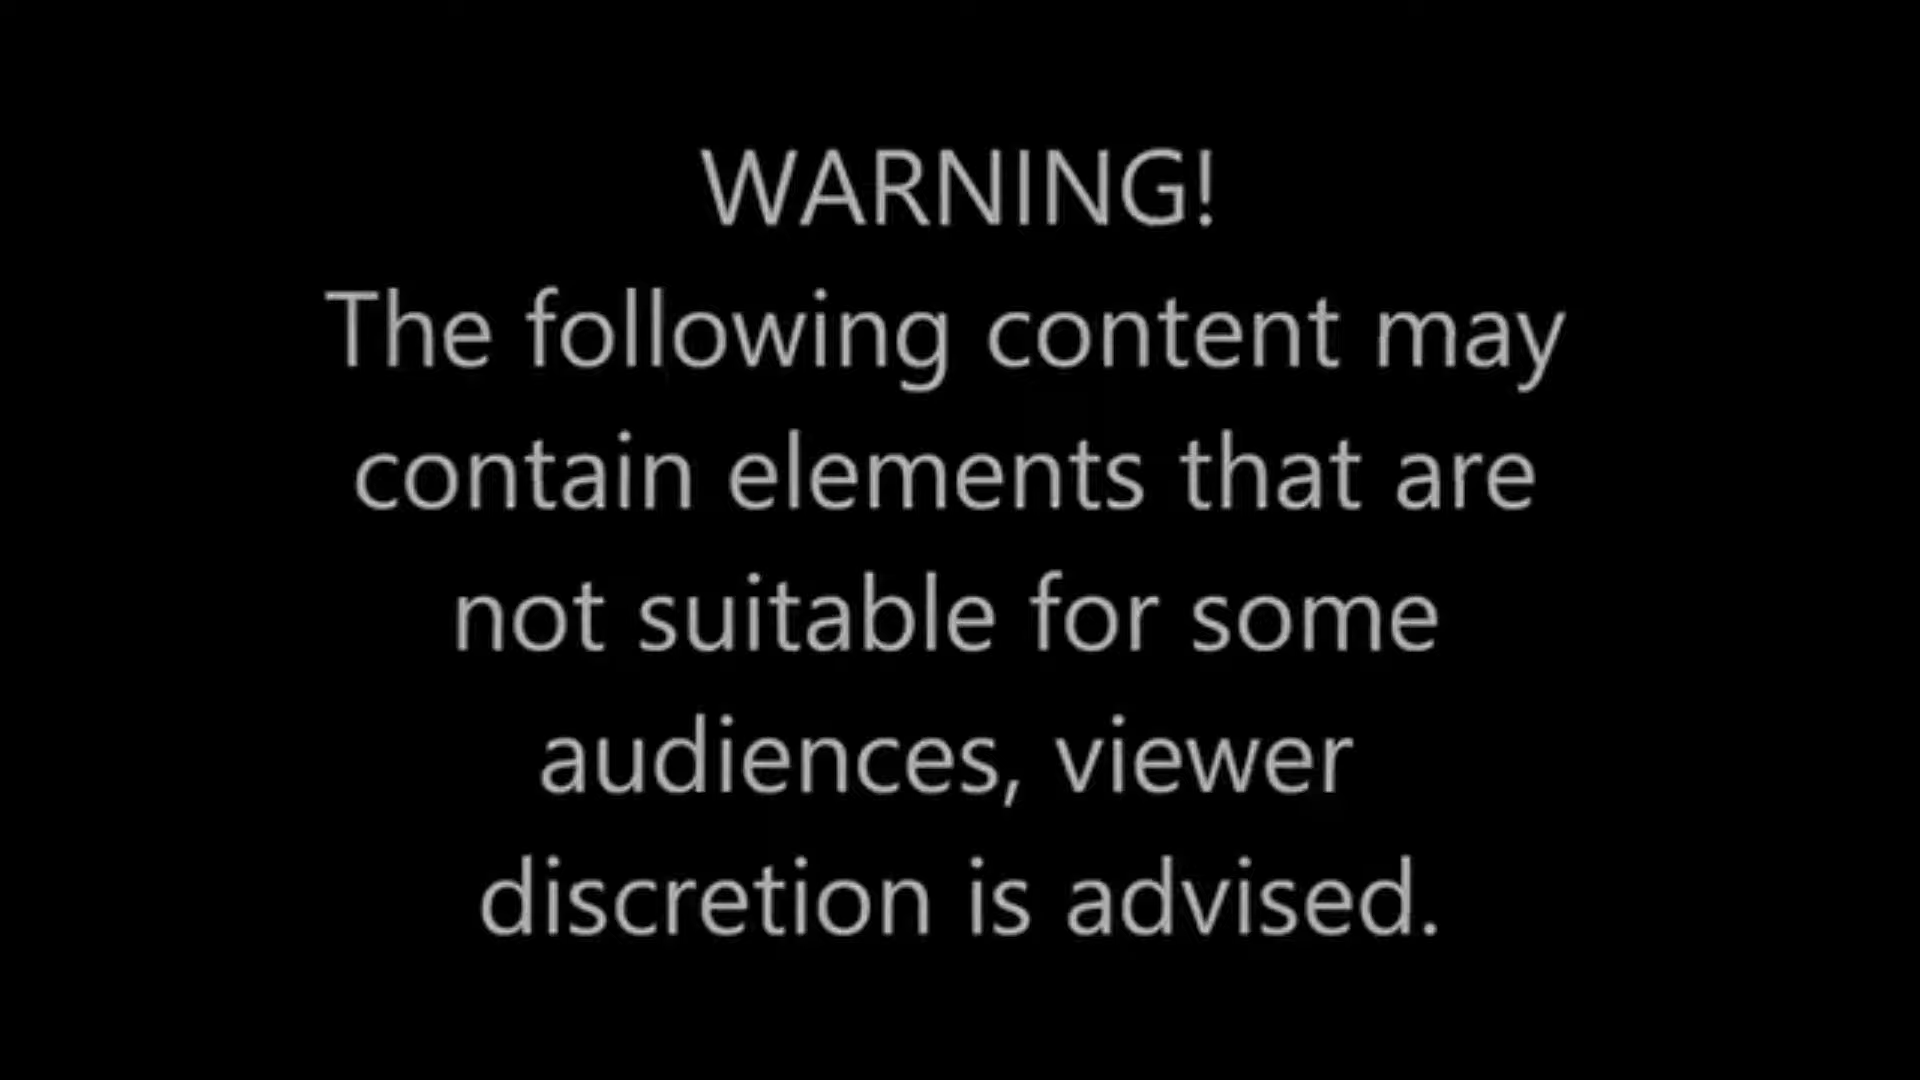 WARNING!
The following content may
contain elements that are
not suitable for some
audiences, viewer
discretion is advised.